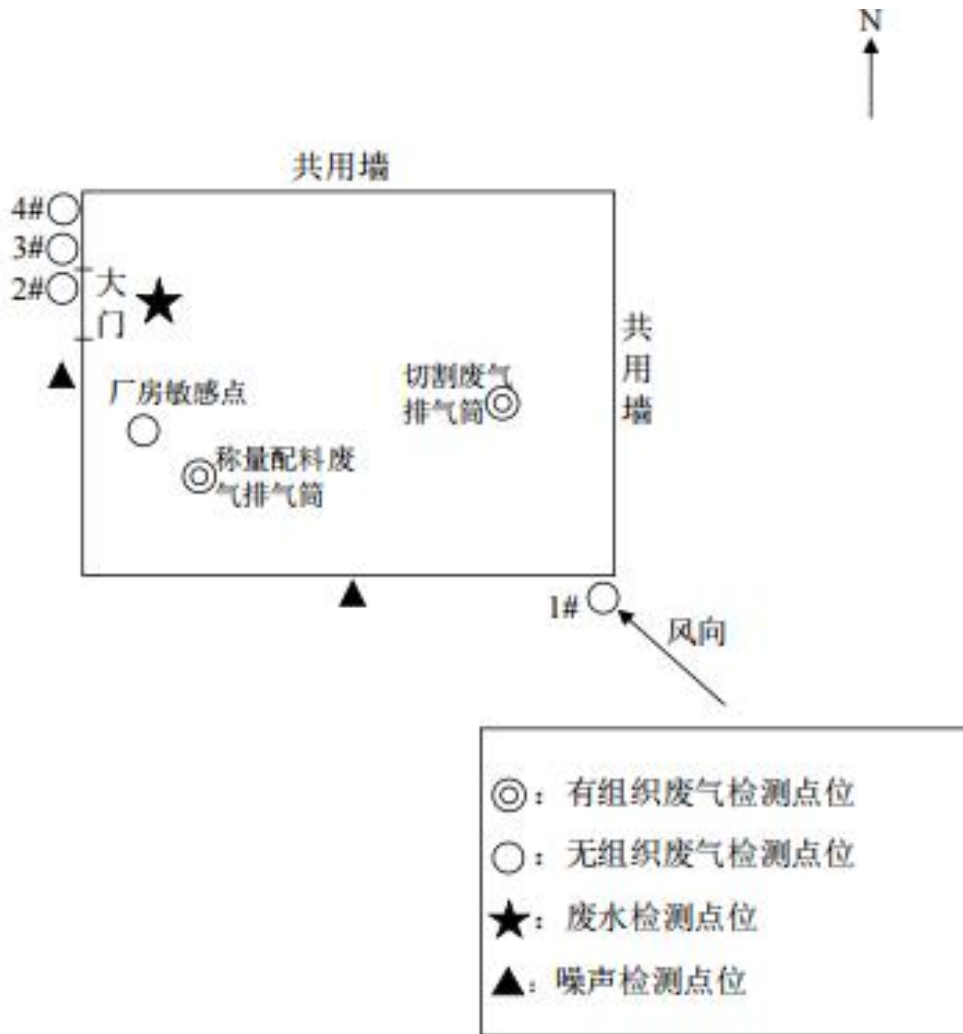 N
共用墙
4#
3#
2#
大
门
共
用
墙
厂房敏感点
切割废气
排气筒
称量配料废
气排气筒
1#
风向
：有组织废气检测点位
：无组织废气检测点位
：废水检测点位
：噪声检测点位